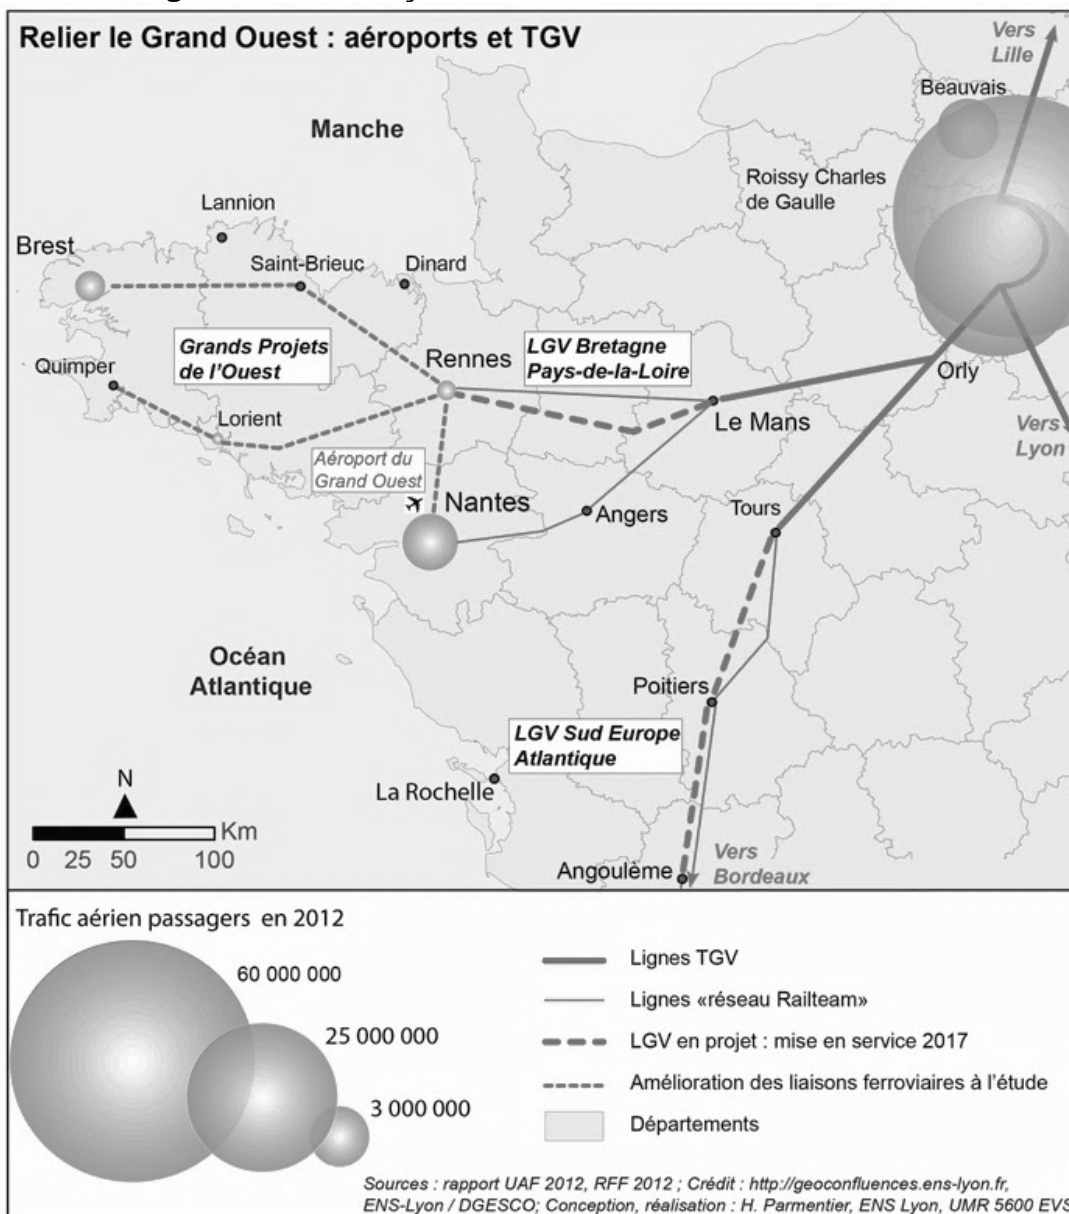 Relier le Grand Ouest : aéroports et TGV
Vers
Lille
Beauvais
Manche
Roissy Charles
de Gaulle
Lannion
Brest
Saint-Brieuc
Dinard
Grands Projets
de l'Ouest
Rennes
LGV Bretagne
Pays-de-la-Loire
Quimper
Orly
Lorient
Le Mans
Vers
Lyon
Aéroport du
Grand Ouest
Nantes
Angers
Tours
Océan
Atlantique
Poitiers
LGV Sud Europe
Atlantique
La Rochelle
N
Km
0 25 50 100
Angoulème
Vers
Bordeaux
Trafic aérien passagers en 2012
60 000 000
25 000 000
3 000 000
Lignes TGV
Lignes «réseau Railteam»
LGV en projet : mise en service 2017
Amélioration des liaisons ferroviaires à l'étude
Départements
Sources : rapport UAF 2012, RFF 2012 ; Crédit : http://geoconfluences.ens-lyon.fr,
ENS-Lyon / DGESCO; Conception, réalisation : H. Parmentier, ENS Lyon, UMR 5600 EVS